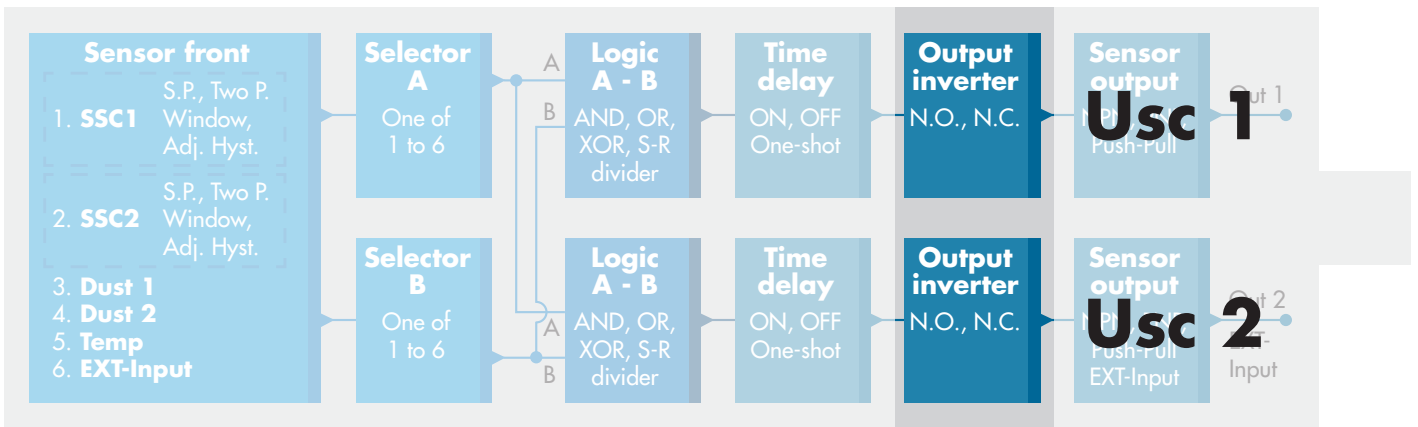 Sensor front
1. SSC1
S.P., Two P.
Window,
Adj. Hyst.
2. SSC2
S.P., Two P.
Window,
Adj. Hyst.
3. Dust 1
4. Dust 2
5. Temp
6. EXT-Input
Selector
A
One of
1 to 6
Selector
B
One of
1 to 6
A
B
Logic
A - B
AND, OR,
XOR, S-R
divider
A
B
Logic
A - B
AND, OR,
XOR, S-R
divider
Time
delay
ON, OFF
One-shot
Time
delay
ON, OFF
One-shot
Output
inverter
N.O., N.C.
Output
inverter
N.O., N.C.
Sensor
output
Push-Pull
Usc 1
Out 1
Sensor
output
Push-Pull
EXT-Input
Usc 2
Out 2
EXT-
Input